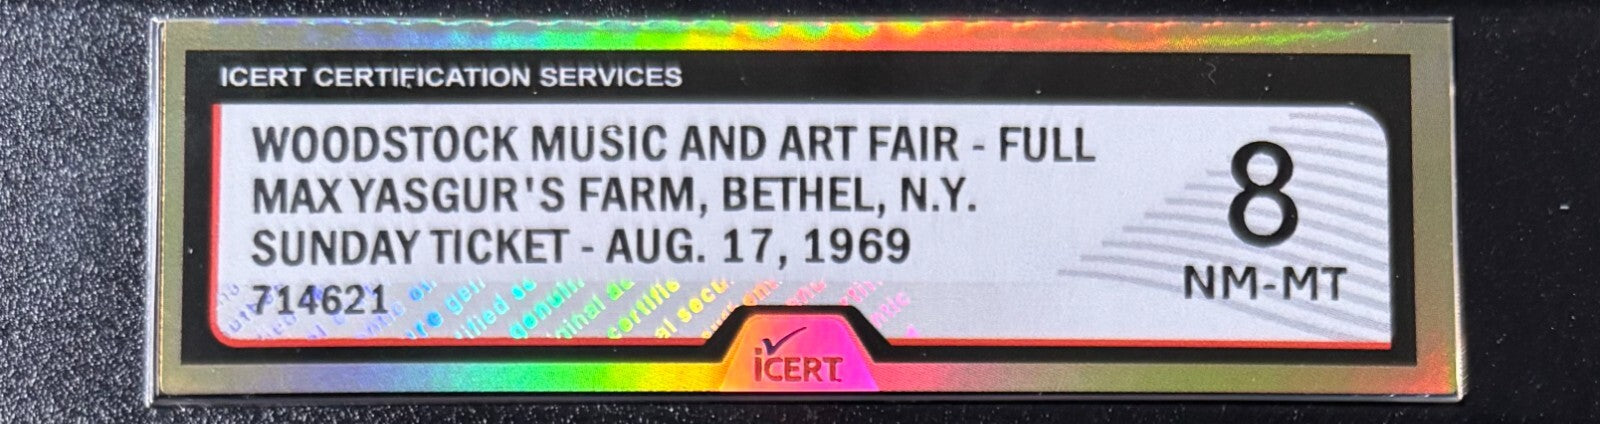 ICERT CERTIFICATION SERVICES
WOODSTOCK MUSIC AND ART FAIR - FULL
MAX YASGUR'S FARM, BETHEL, N.Y.
SUNDAY TICKET - AUG. 17, 1969
714621
8
NM-MT
iCERT